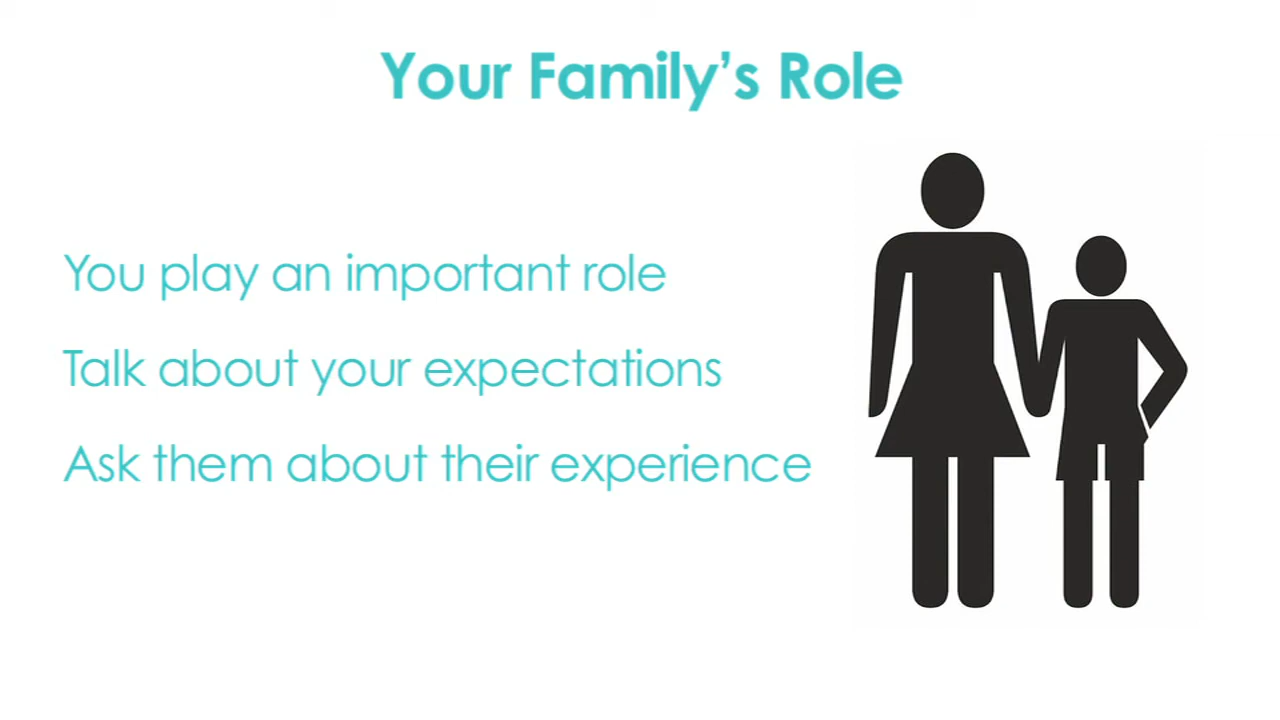 Your Family’s Role
You play an important role
Talk about your expectations
Ask them about their experience